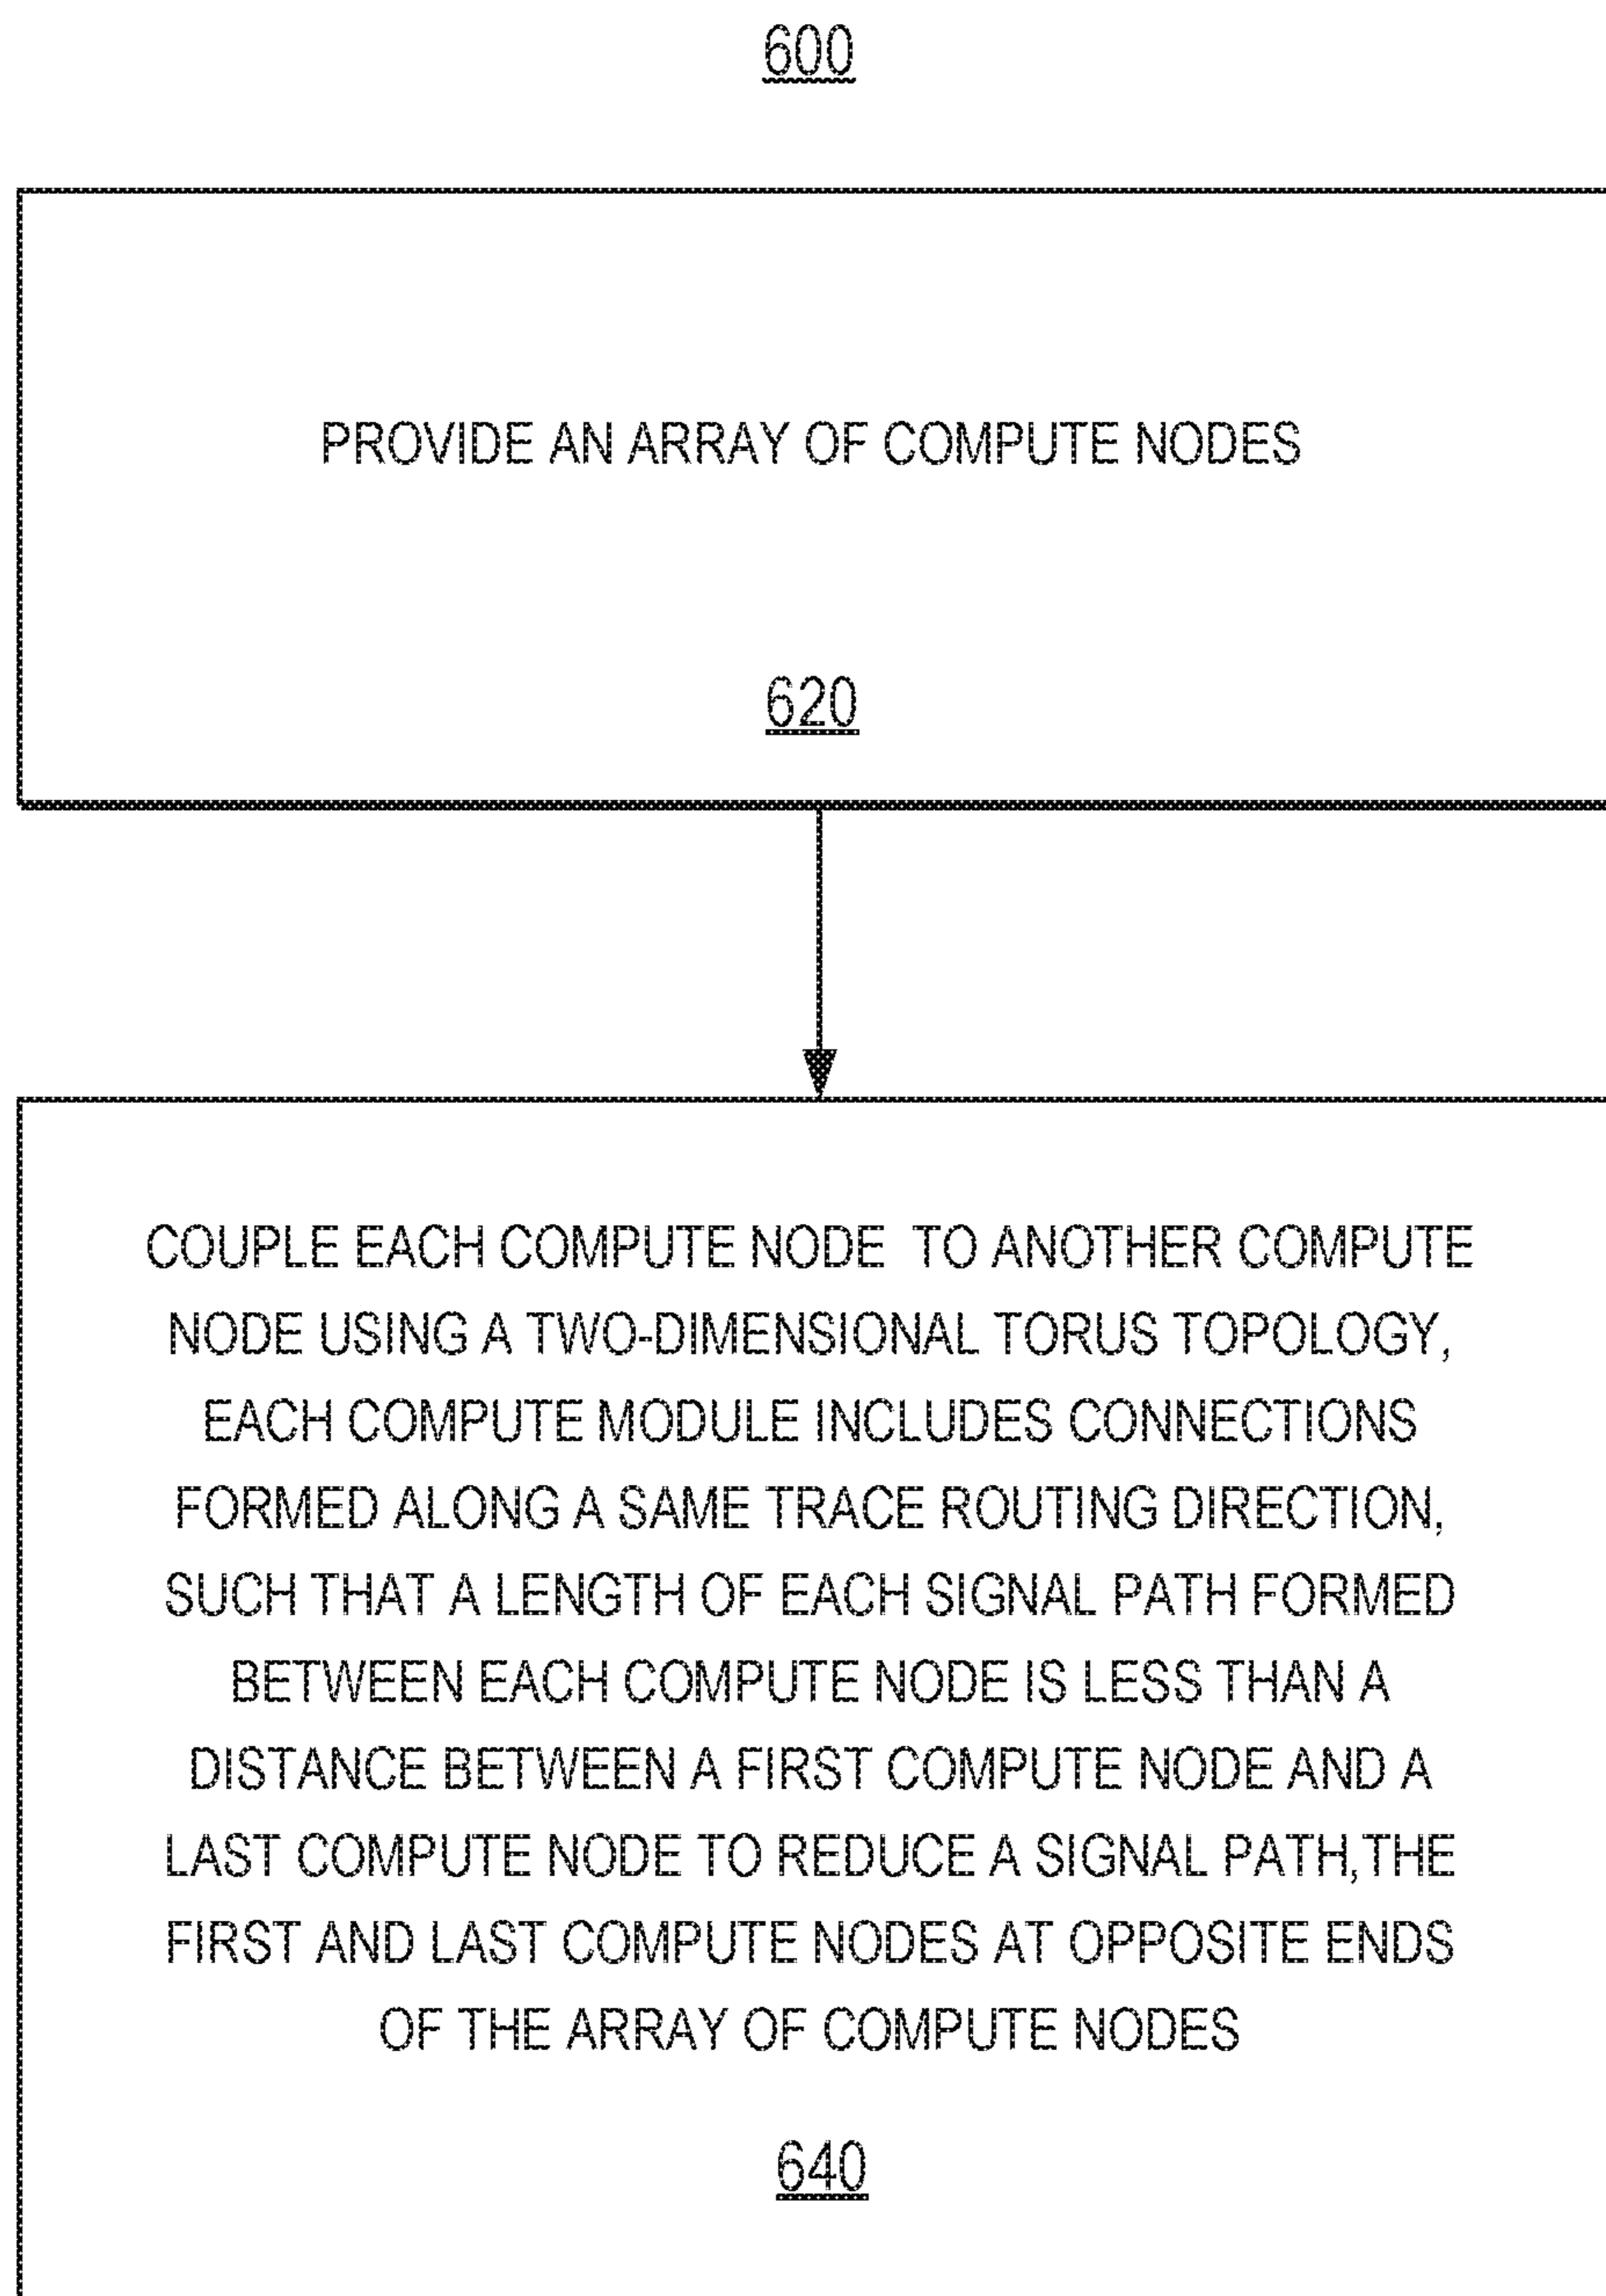 600
PROVIDE AN ARRAY OF COMPUTE NODES
620
COUPLE EACH COMPUTE NODE TO ANOTHER COMPUTE
NODE USING A TWO-DIMENSIONAL TORUS TOPOLOGY,
EACH COMPUTE MODULE INCLUDES CONNECTIONS
FORMED ALONG A SAME TRACE ROUTING DIRECTION,
SUCH THAT A LENGTH OF EACH SIGNAL PATH FORMED
BETWEEN EACH COMPUTE NODE IS LESS THAN A
DISTANCE BETWEEN A FIRST COMPUTE NODE AND A
LAST COMPUTE NODE TO REDUCE A SIGNAL PATH,THE
FIRST AND LAST COMPUTE NODES AT OPPOSITE ENDS
OF THE ARRAY OF COMPUTE NODES
640